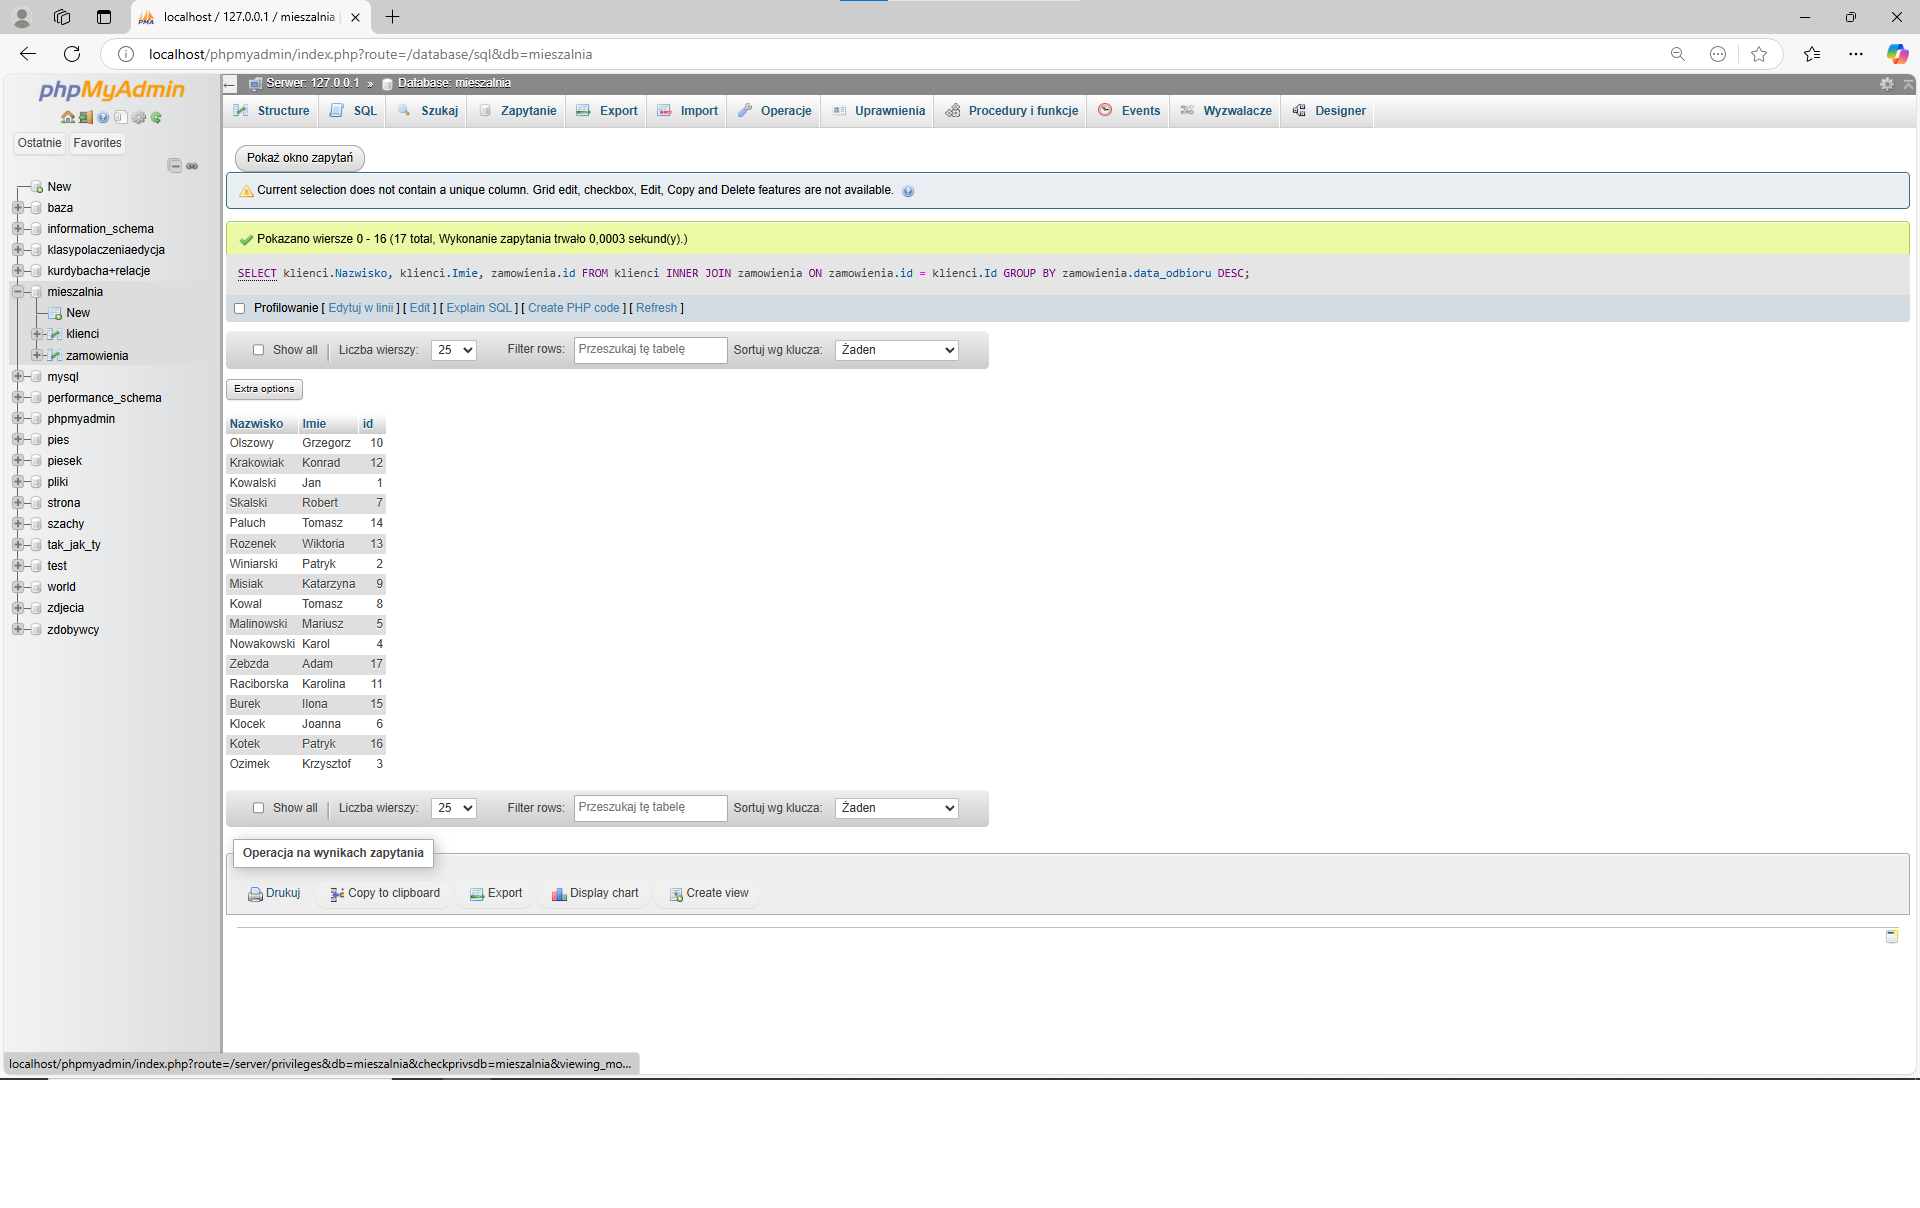 localhost / 127.0.0.1 / mieszalnia
localhost/phpmyadmin/index.php?route=/database/sql&db=mieszalnia
phpMyAdmin
Ostatnie Favorites
New
baza
information_schema
klasypolaczeniaedycja
kurdybacha+relacje
mieszalnia
New
klienci
zamowienia
mysql
performance_schema
phpmyadmin
pies
piesek
pliki
strona
szachy
tak_jak_ty
test
world
zdjecia
zdobywcy
Serwer: 127.0.0.1 » Database: mieszalnia
Structure SQL Szukaj Zapytanie Export Import Operacje Uprawnienia Procedury i funkcje Events Wyzwalacze Designer
Pokaż okno zapytań
Current selection does not contain a unique column. Grid edit, checkbox, Edit, Copy and Delete features are not available.
Pokazano wiersze 0 - 16 (17 total, Wykonanie zapytania trwało 0,0003 sekund(y).)
SELECT klienci.Nazwisko, klienci.Imie, zamowienia.id FROM klienci INNER JOIN zamowienia ON zamowienia.id = klienci.Id GROUP BY zamowienia.data_odbioru DESC;
Profilowanie [ Edytuj w linii ] [ Edit ] [ Explain SQL ] [ Create PHP code ] [ Refresh ]
Show all | Liczba wierszy: 25 Filter rows: Przeszukaj tę tabelę Sortuj wg klucza: Żaden
Extra options
Nazwisko Imie id
Olszowy Grzegorz 10
Krakowiak Konrad 12
Kowalski Jan 1
Skalski Robert 7
Paluch Tomasz 14
Rozenek Wiktoria 13
Winiarski Patryk 2
Misiak Katarzyna 9
Kowal Tomasz 8
Malinowski Mariusz 5
Nowakowski Karol 4
Zebzda Adam 17
Raciborska Karolina 11
Burek Ilona 15
Klocek Joanna 6
Kotek Patryk 16
Ozimek Krzysztof 3
Show all | Liczba wierszy: 25 Filter rows: Przeszukaj tę tabelę Sortuj wg klucza: Żaden
Operacja na wynikach zapytania
Drukuj Copy to clipboard Export Display chart Create view
localhost/phpmyadmin/index.php?route=/server/privileges&db=mieszalnia&checkprivsdb=mieszalnia&viewing_mo...